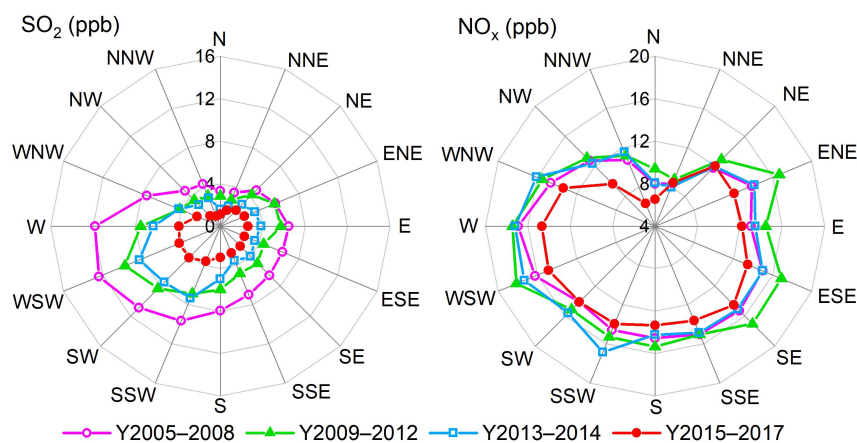 SO₂ (ppb)
N
NNW
NNE
NW
NE
WNW
ENE
W
E
WSW
ESE
SW
SE
SSW
SSE
S
16
12
8
4
0
NOₓ (ppb)
N
NNW
NNE
NW
NE
WNW
ENE
W
E
WSW
ESE
SW
SE
SSW
SSE
S
20
16
12
8
4
Y2005–2008 Y2009–2012 Y2013–2014 Y2015–2017